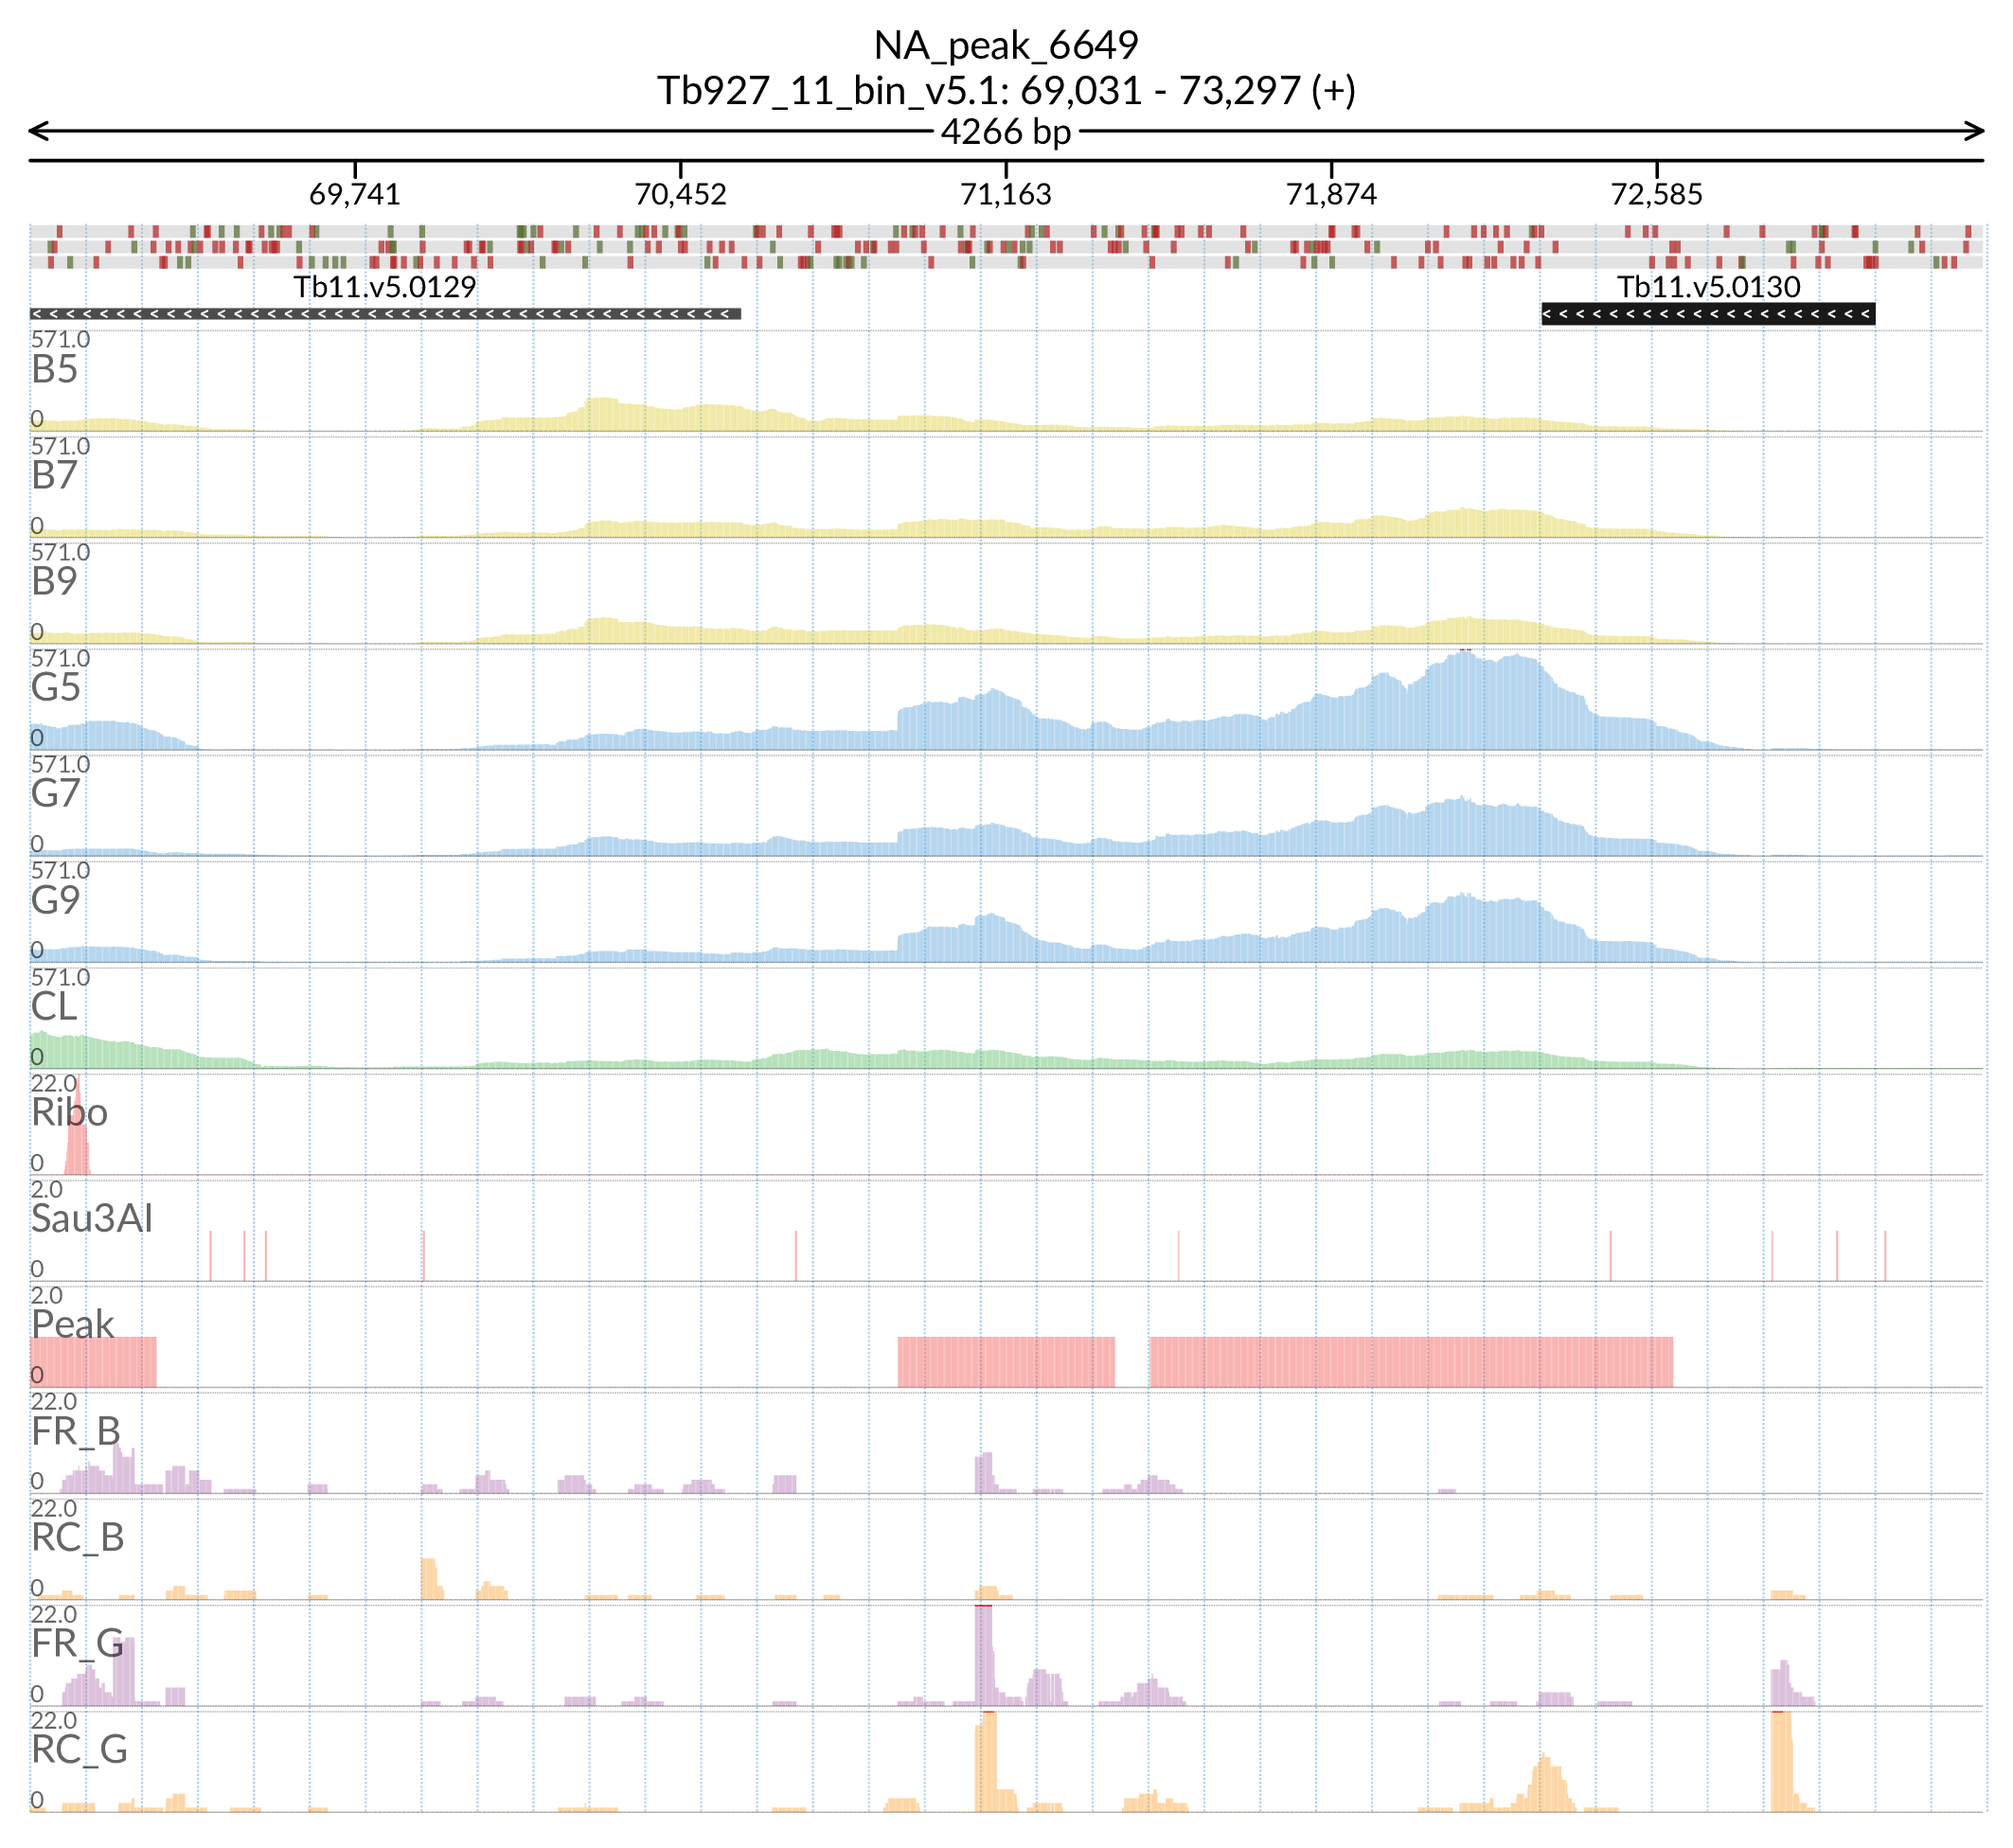 NA_peak_6649
Tb927_11_bin_v5.1: 69,031 - 73,297 (+)
4266 bp
69,741 70,452 71,163 71,874 72,585
Tb11.v5.0129 Tb11.v5.0130
571.0
B5
0
571.0
B7
0
571.0
B9
0
571.0
G5
0
571.0
G7
0
571.0
G9
0
571.0
CL
0
22.0
Ribo
0
2.0
Sau3AI
0
2.0
Peak
0
22.0
FR_B
0
22.0
RC_B
0
22.0
FR_G
0
22.0
RC_G
0